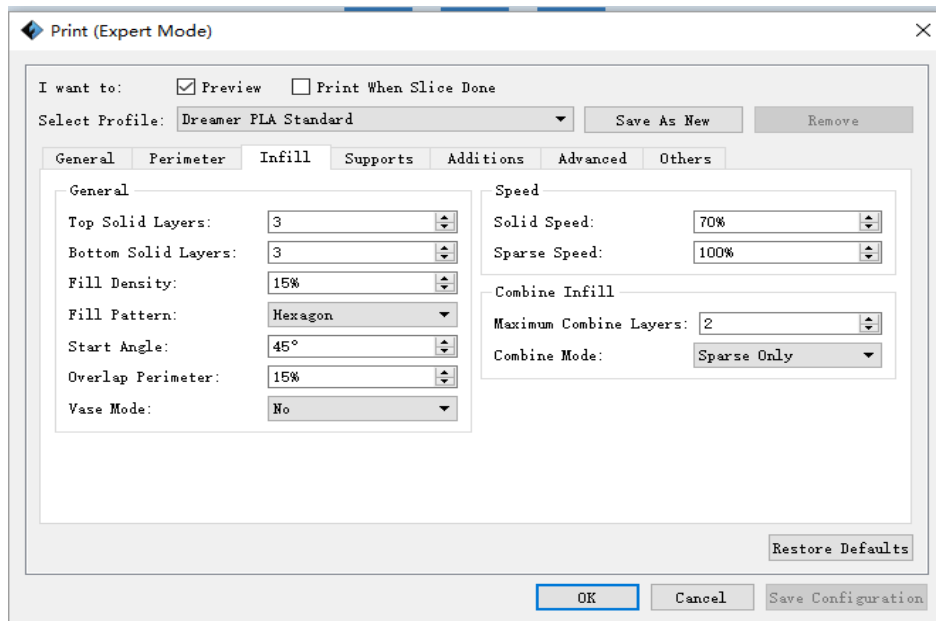 Print (Expert Mode)
I want to: Preview Print When Slice Done
Select Profile: Dreamer PLA Standard Save As New Remove
General Perimeter Infill Supports Additions Advanced Others
General
Top Solid Layers: 3
Bottom Solid Layers: 3
Fill Density: 15%
Fill Pattern: Hexagon
Start Angle: 45°
Overlap Perimeter: 15%
Vase Mode: No
Speed
Solid Speed: 70%
Sparse Speed: 100%
Combine Infill
Maximum Combine Layers: 2
Combine Mode: Sparse Only
Restore Defaults
OK Cancel Save Configuration